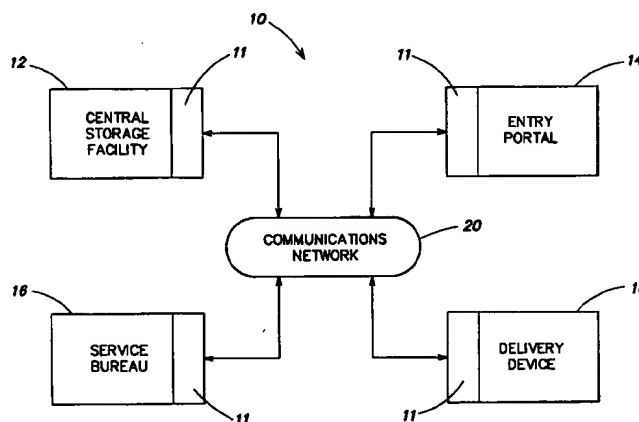 10
12
11
CENTRAL
STORAGE
FACILITY
11
14
ENTRY
PORTAL
COMMUNICATIONS
NETWORK
20
16
SERVICE
BUREAU
11
DELIVERY
DEVICE
11